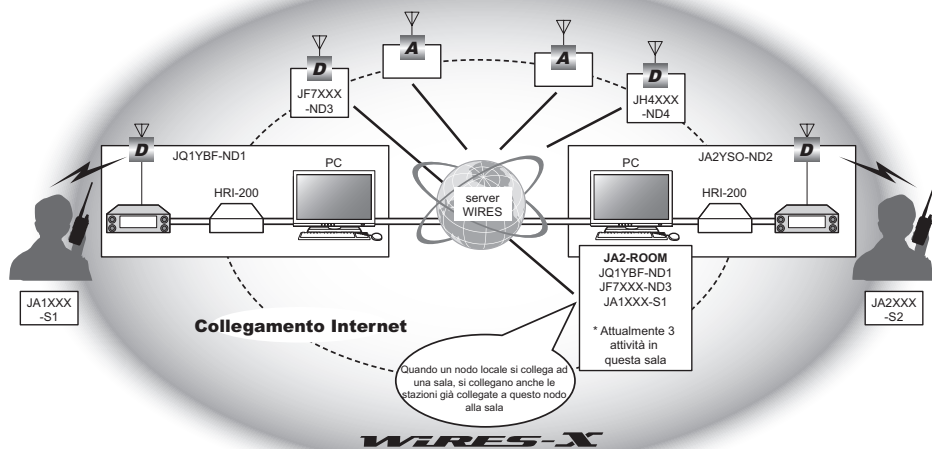 A
A
D
JF7XXX
-ND3
D
JH4XXX
-ND4
D
JQ1YBF-ND1
PC
HRI-200
server
WIRES
D
JA2YSO-ND2
PC
HRI-200
JA1XXX
-S1
JA2XXX
-S2
JA2-ROOM
JQ1YBF-ND1
JF7XXX-ND3
JA1XXX-S1
* Attualmente 3
attività in
questa sala
Collegamento Internet
Quando un nodo locale si collega ad
una sala, si collegano anche le
stazioni già collegate a questo nodo
alla sala
WiRES-X